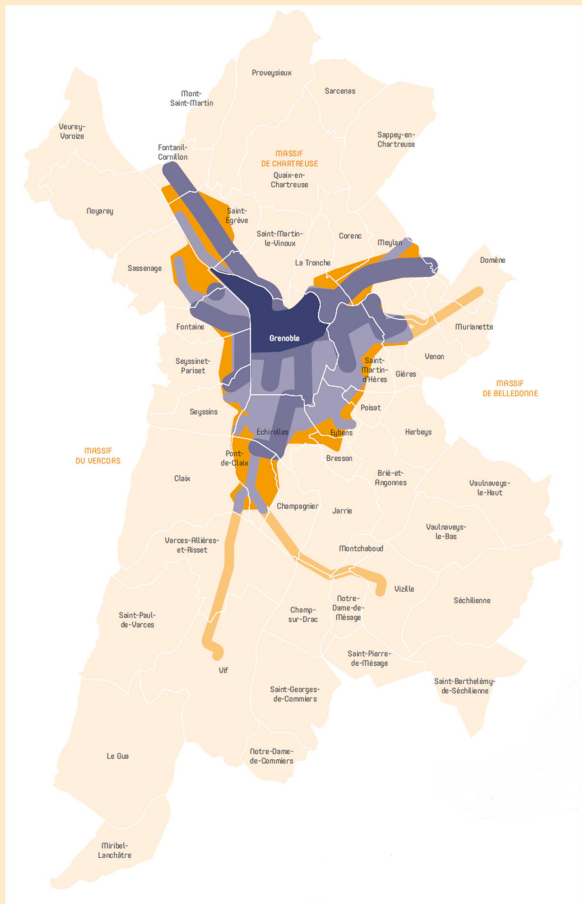 Proveysieux
Mont-
Saint-Martin
Sarcenas
Veurey-
Voroize
Sappey-en-
Chartreuse
Fontanil-
Cornillon
MASSIF
DE CHARTREUSE
Quaix-en-
Chartreuse
Noyarey
Saint-
Égrève
Saint-Martin
le-Vinoux
Corenc
Meylan
La Tronche
Domène
Sassenage
Murianette
Fontaine
Grenoble
Venon
Seyssinet-
Pariset
Saint-
Martin-
d'Hères
Gières
MASSIF
DE BELLEDONNE
Seyssins
Poisat
Echirolles
Eybens
Herbeys
MASSIF
DU VERCORS
Pont-
de-Claix
Bresson
Claix
Brié-et-
Angonnes
Vaulnaveys-
le-Haut
Champagnier
Jarrie
Vaulnaveys-
le-Bas
Varces-Allières-
et-Risset
Montchaboud
Vizille
Séchilienne
Saint-Paul-
de-Varces
Champ-
sur-Drac
Notre-
Dame-de-
Mésage
Vif
Saint-Pierre-
de-Mésage
Saint-Barthelémy-
de-Séchilienne
Saint-Georges-
de-Commiers
Le Gua
Notre-Dame-
de-Commiers
Miribel-
Lanchâtre